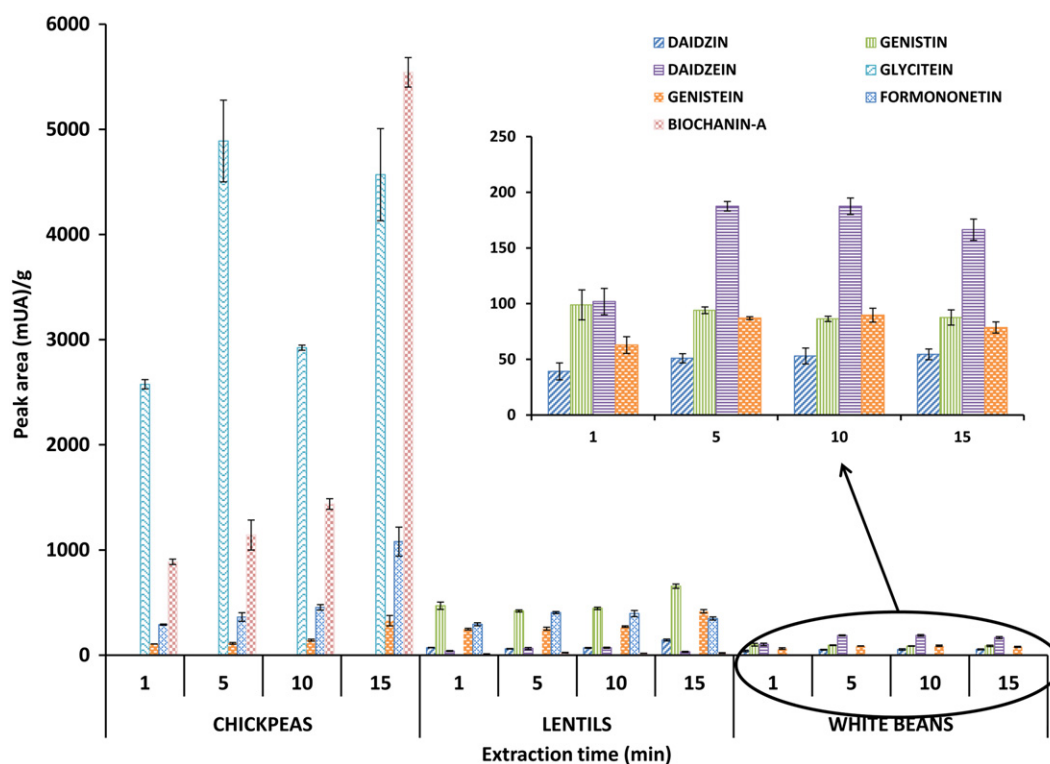 6000
5000
4000
3000
2000
1000
0
Peak area (mUA)/g
DAIDZIN GENISTIN
DAIDZEIN GLYCITEIN
GENISTEIN FORMONONETIN
BIOCHANIN-A
250
200
150
100
50
0
1 5 10 15
1 5 10 15 1 5 10 15 1 5 10 15
CHICKPEAS LENTILS WHITE BEANS
Extraction time (min)